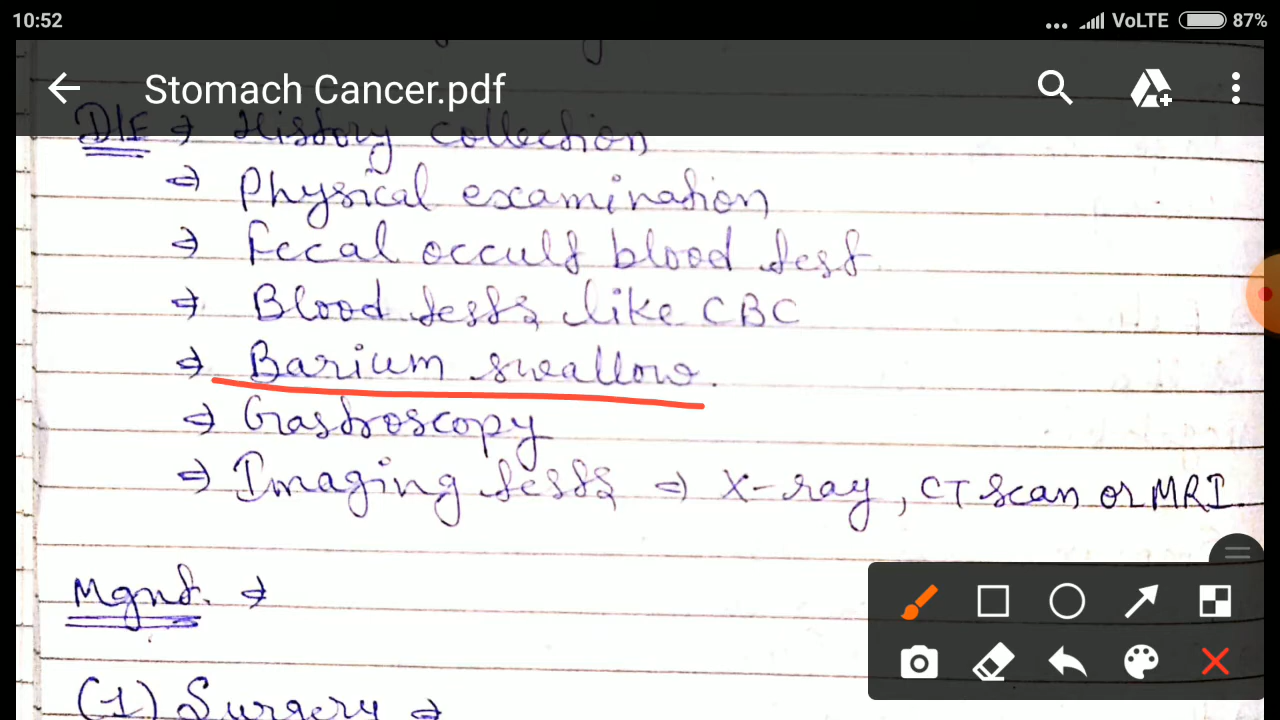 10:52 ... VoLTE 87%
Stomach Cancer.pdf
D/E ⇒ History collection
⇒ Physical examination
⇒ Fecal occult blood test
⇒ Blood tests like CBC
⇒ Barium swallow.
⇒ Gastroscopy
⇒ Imaging tests ⇒ X-ray, CT scan or MRI
Mgnt. ⇒
(1) Surgery ⇒